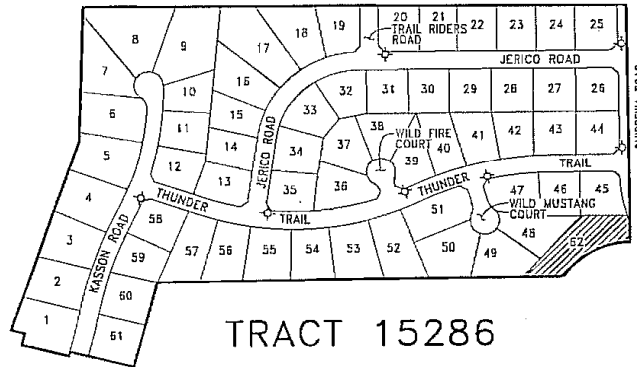 20 21 22 23 24 25
19
TRAIL RIDERS
ROAD
18
17
8 9
JERICO ROAD
7
16
10
32 31 30 29 28 27 26
33
6
15
11
38
WILD FIRE
COURT
37
39 40 41 42 43 44
5
14
34
12
13
JERICO ROAD
35
36
THUNDER TRAIL
4
THUNDER TRAIL
47 46 45
WILD MUSTANG
COURT
51
48
58
3
KASSON ROAD
59
57 56 55 54 53 52
50
49
62
2
60
1
61
TRACT 15286